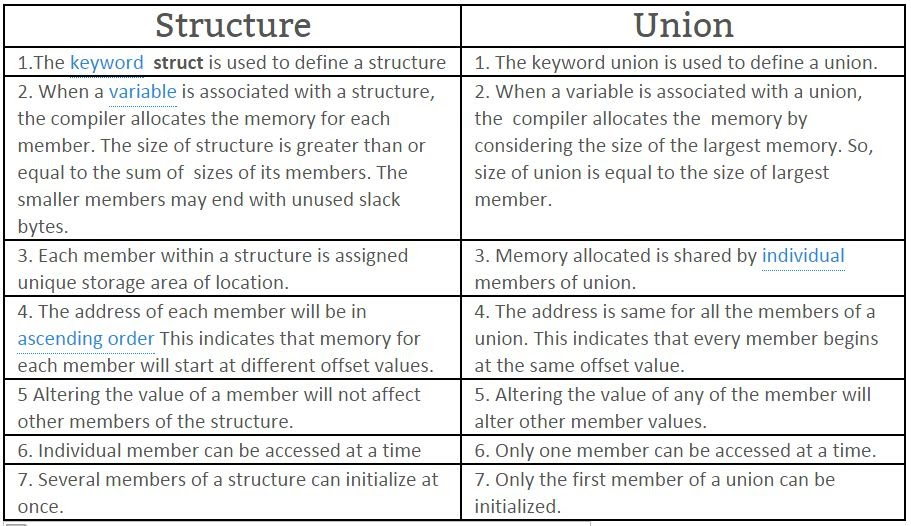 Structure
Union
1.The keyword struct is used to define a structure
1. The keyword union is used to define a union.
2. When a variable is associated with a structure,
the compiler allocates the memory for each
member. The size of structure is greater than or
equal to the sum of sizes of its members. The
smaller members may end with unused slack
bytes.
2. When a variable is associated with a union,
the compiler allocates the memory by
considering the size of the largest memory. So,
size of union is equal to the size of largest
member.
3. Each member within a structure is assigned
unique storage area of location.
3. Memory allocated is shared by individual
members of union.
4. The address of each member will be in
ascending order This indicates that memory for
each member will start at different offset values.
4. The address is same for all the members of a
union. This indicates that every member begins
at the same offset value.
5 Altering the value of a member will not affect
other members of the structure.
5. Altering the value of any of the member will
alter other member values.
6. Individual member can be accessed at a time
6. Only one member can be accessed at a time.
7. Several members of a structure can initialize at
once.
7. Only the first member of a union can be
initialized.